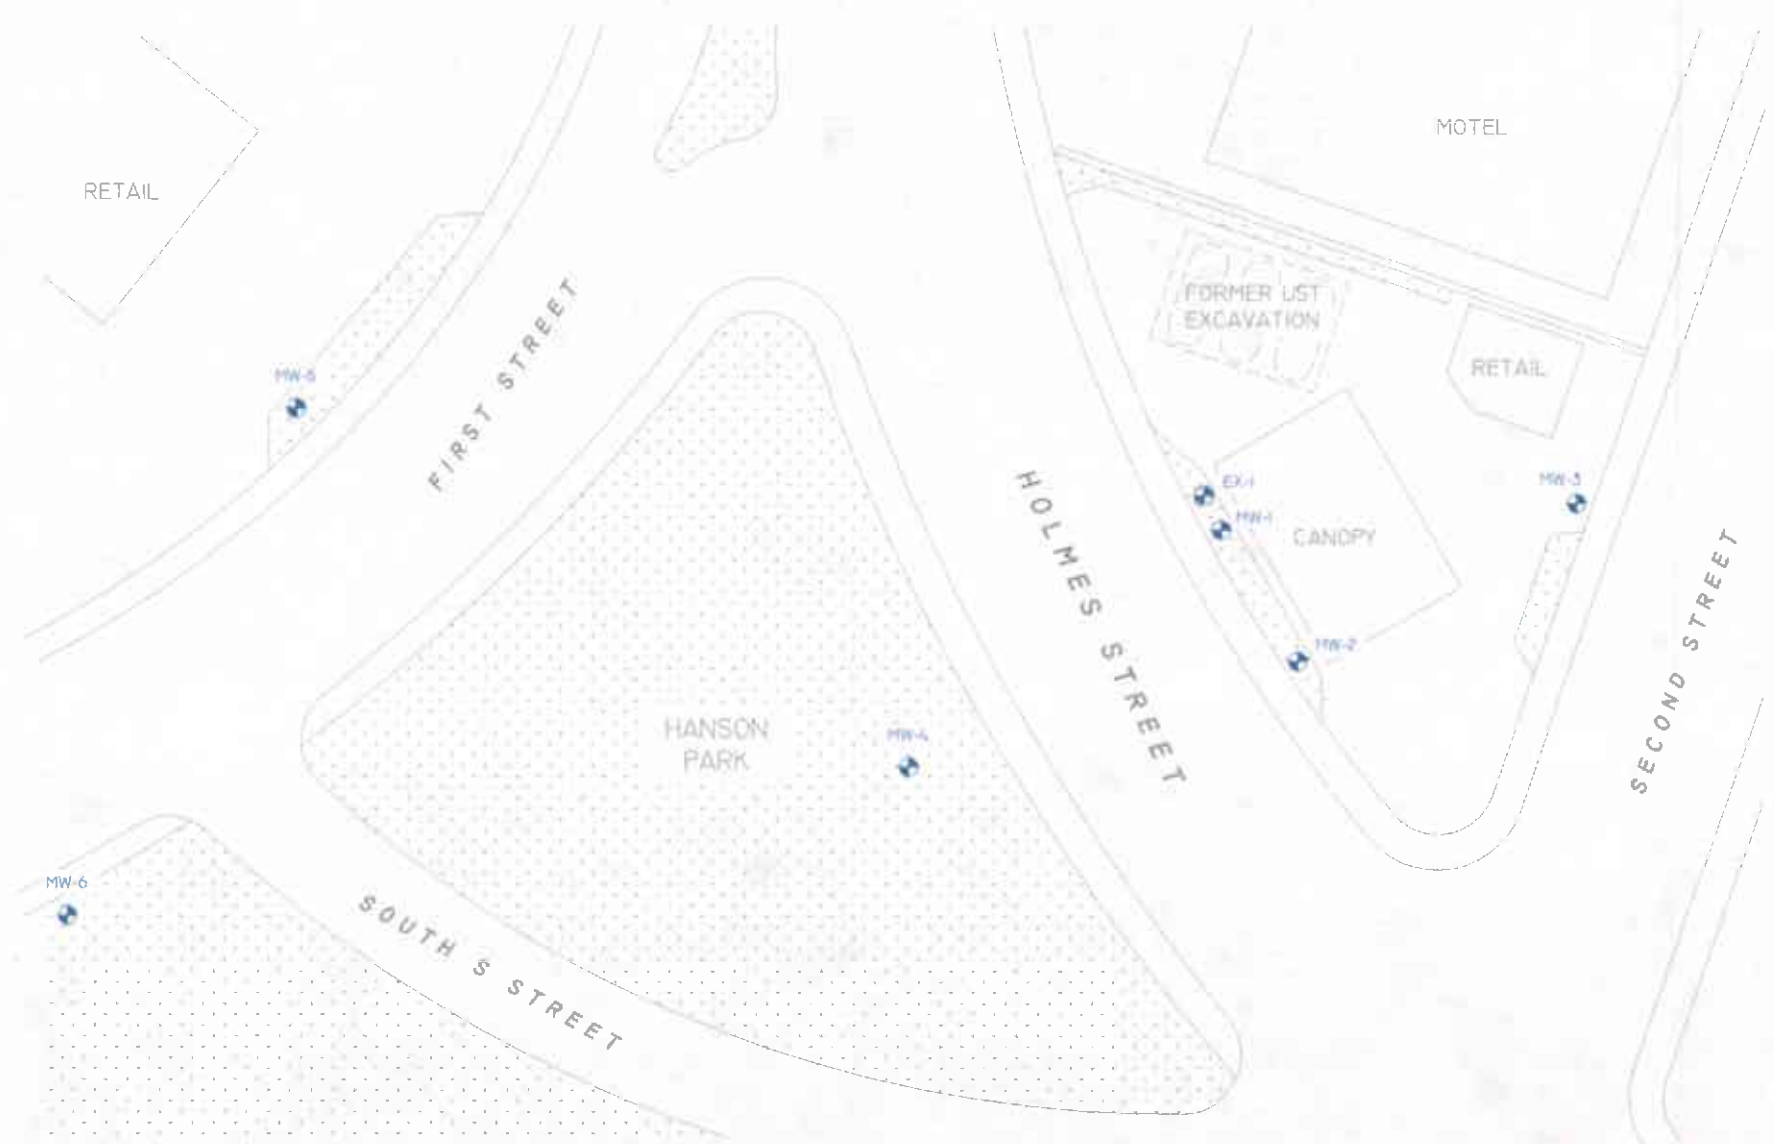 MOTEL
RETAIL
FORMER UST
EXCAVATION
FIRST STREET
RETAIL
MW-5
EX-1
MW-1
MW-3
CANOPY
HOLMES STREET
MW-2
SECOND STREET
HANSON
PARK
MW-4
MW-6
SOUTH S STREET